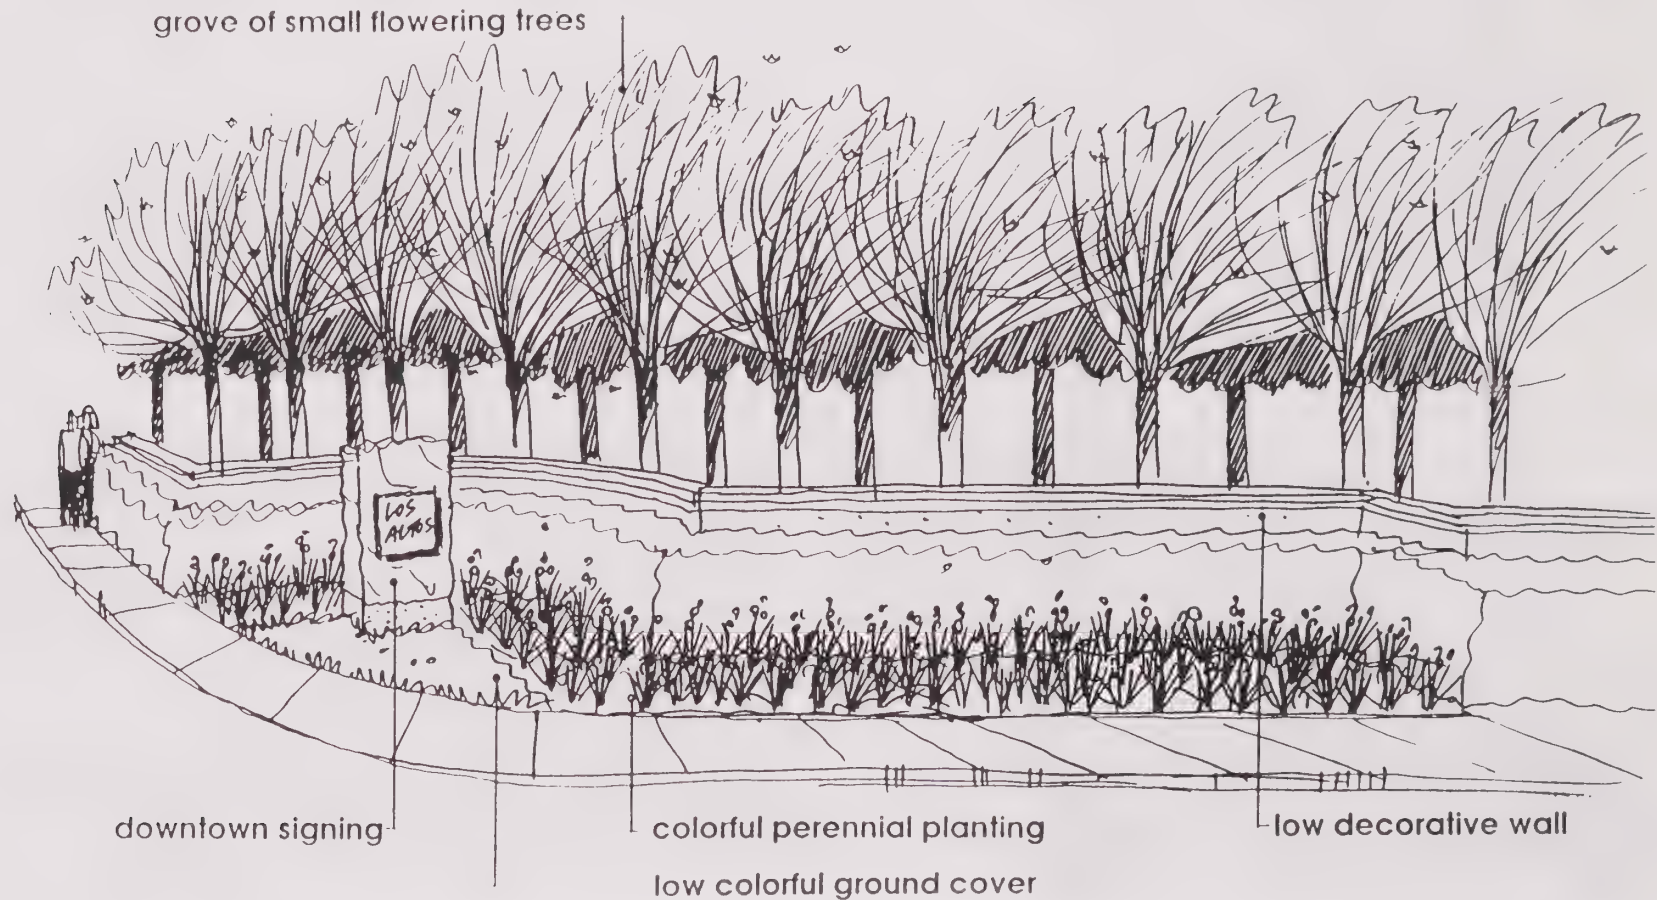 grove of small flowering trees
LOS
ALTOS
downtown signing
colorful perennial planting
low decorative wall
low colorful ground cover